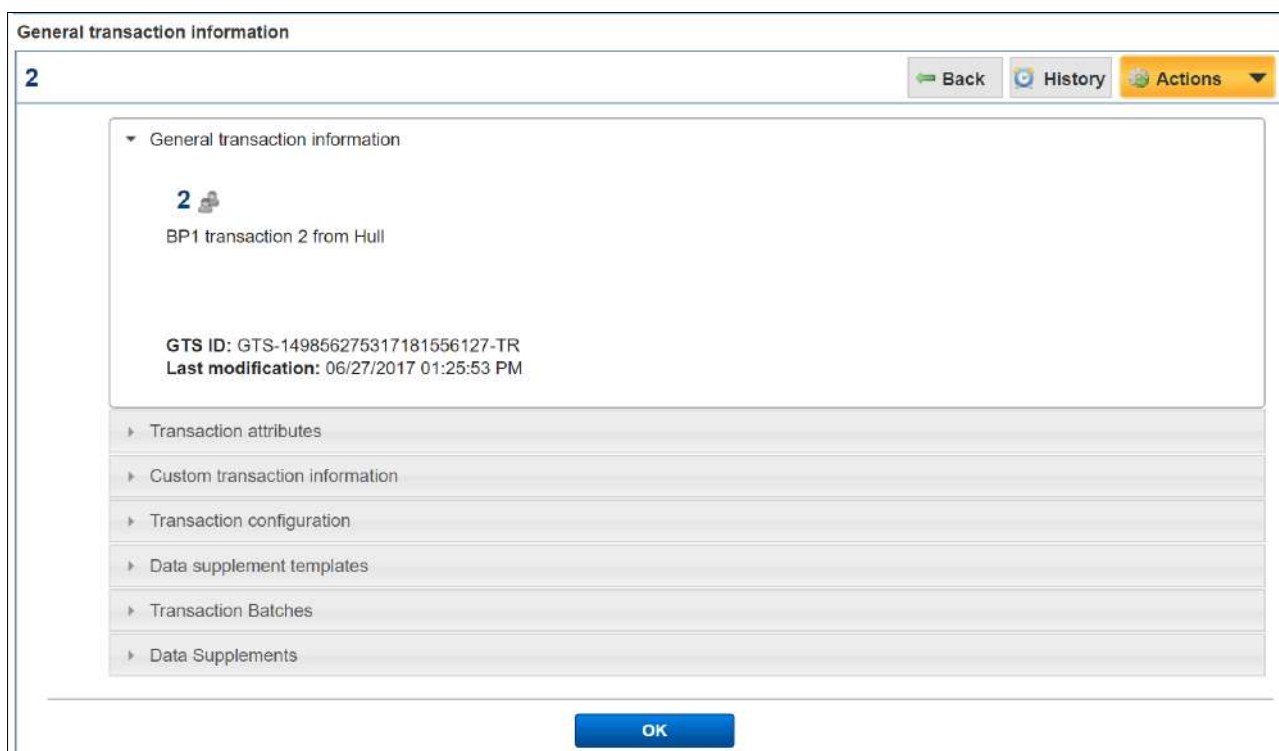 General transaction information
2
Back History Actions
General transaction information
2
BP1 transaction 2 from Hull
GTS ID: GTS-149856275317181556127-TR
Last modification: 06/27/2017 01:25:53 PM
Transaction attributes
Custom transaction information
Transaction configuration
Data supplement templates
Transaction Batches
Data Supplements
OK